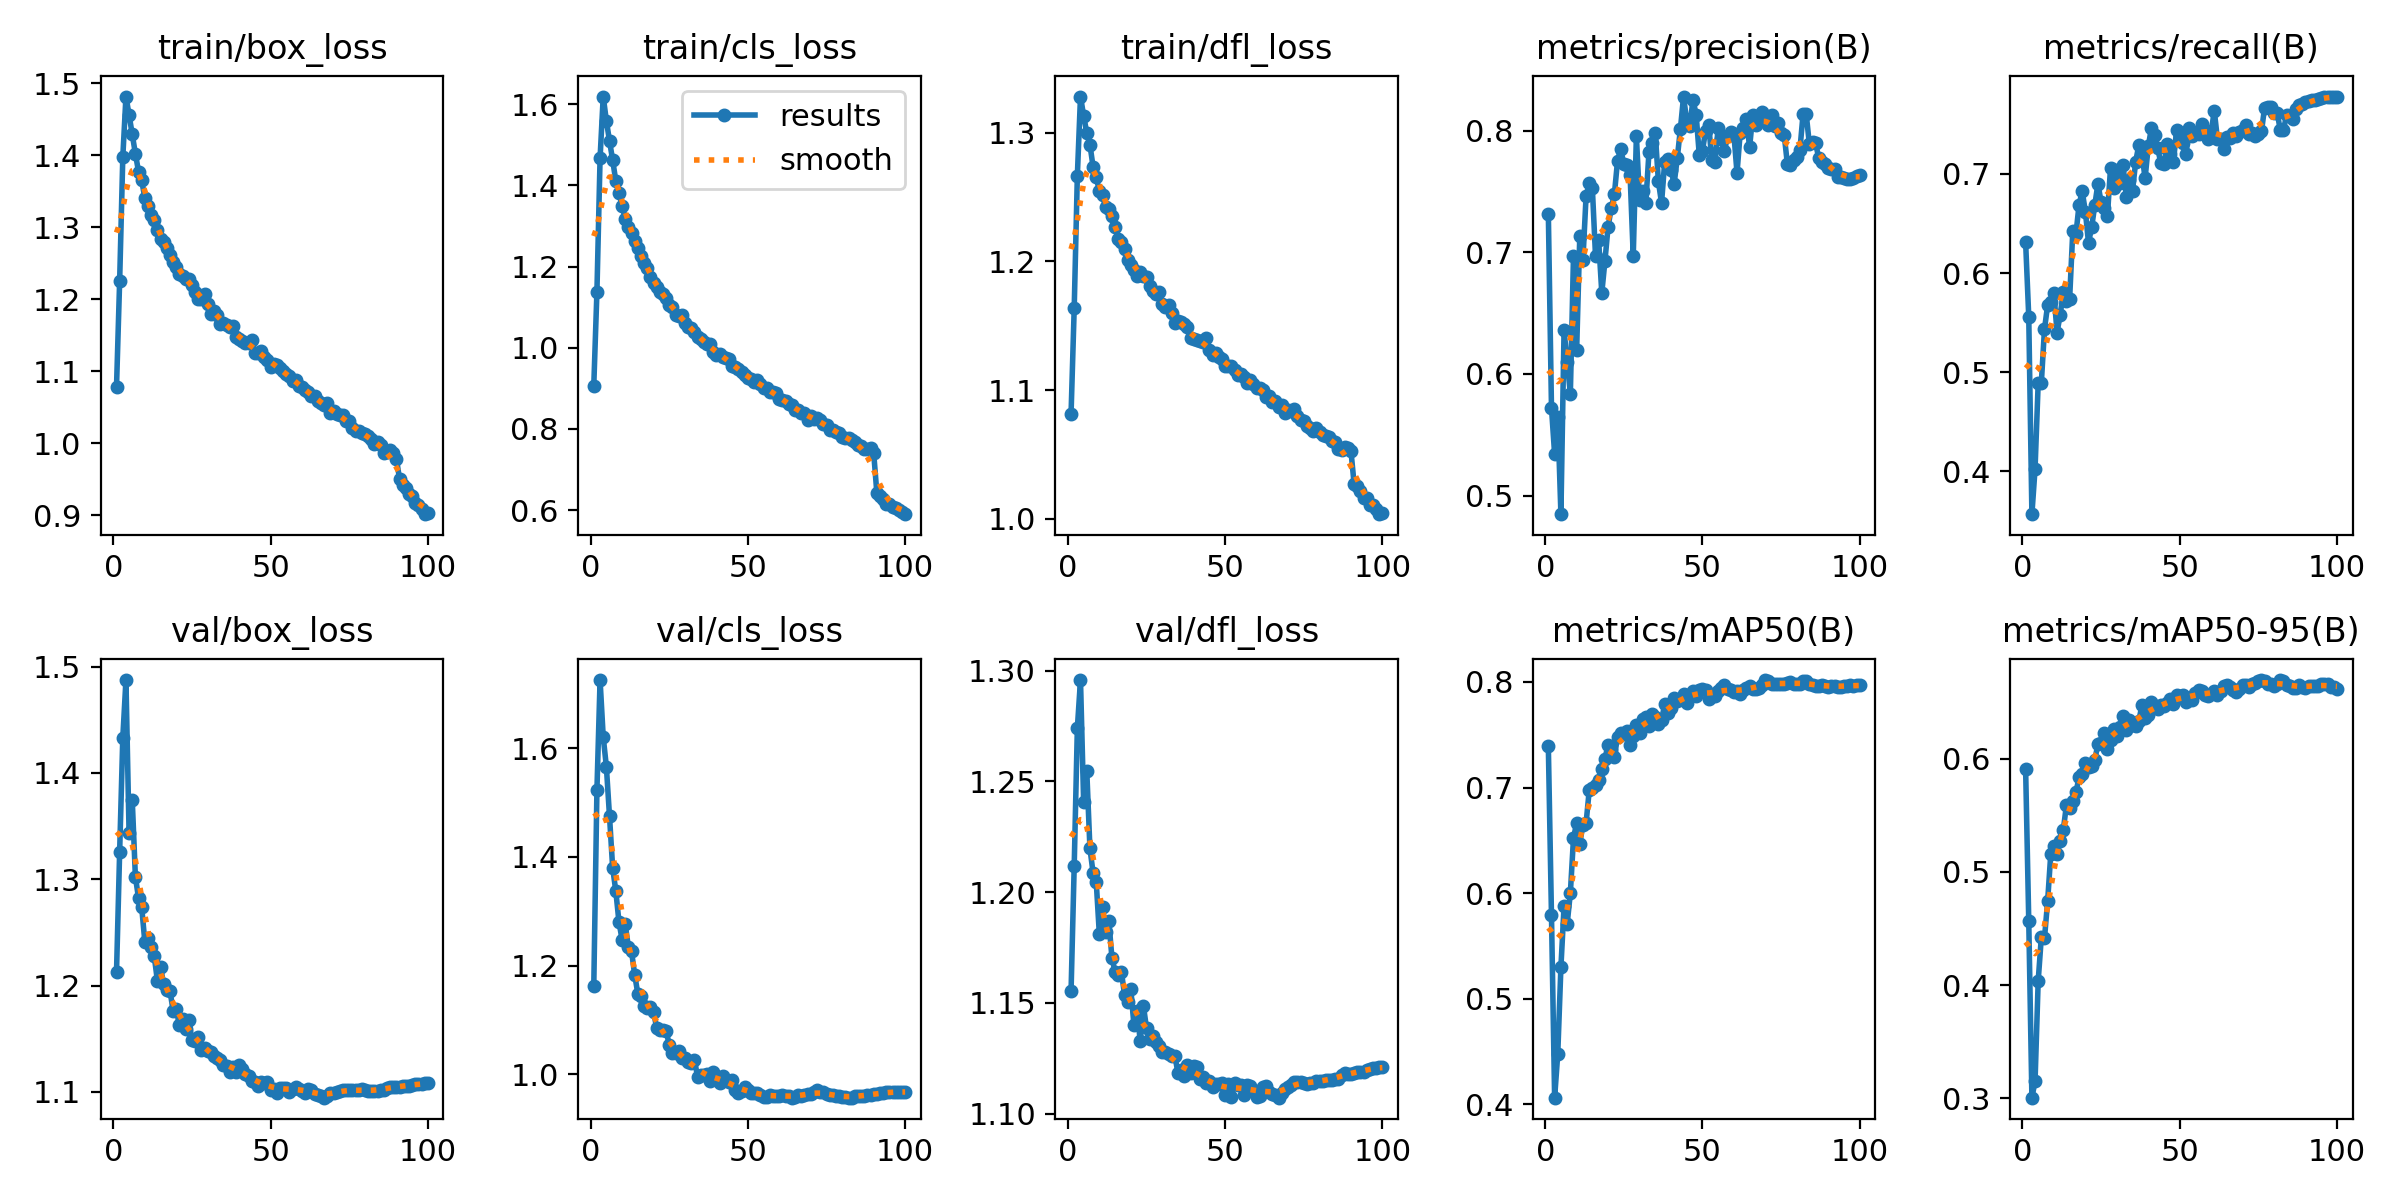 train/box_loss
1.5
1.4
1.3
1.2
1.1
1.0
0.9
0 50 100
train/cls_loss
results
smooth
1.6
1.4
1.2
1.0
0.8
0.6
0 50 100
train/dfl_loss
1.3
1.2
1.1
1.0
0 50 100
metrics/precision(B)
0.8
0.7
0.6
0.5
0 50 100
metrics/recall(B)
0.7
0.6
0.5
0.4
0 50 100
val/box_loss
1.5
1.4
1.3
1.2
1.1
0 50 100
val/cls_loss
1.6
1.4
1.2
1.0
0 50 100
val/dfl_loss
1.30
1.25
1.20
1.15
1.10
0 50 100
metrics/mAP50(B)
0.8
0.7
0.6
0.5
0.4
0 50 100
metrics/mAP50-95(B)
0.6
0.5
0.4
0.3
0 50 100